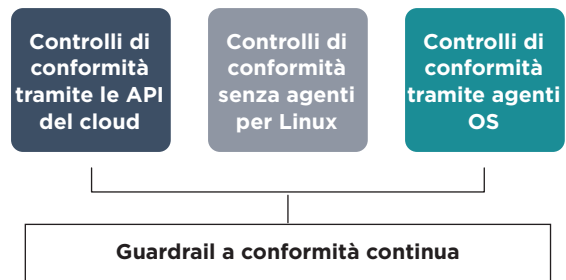 Controlli di
conformità
tramite le API
del cloud
Controlli di
conformità
senza agenti
per Linux
Controlli di
conformità
tramite agenti
OS
Guardrail a conformità continua